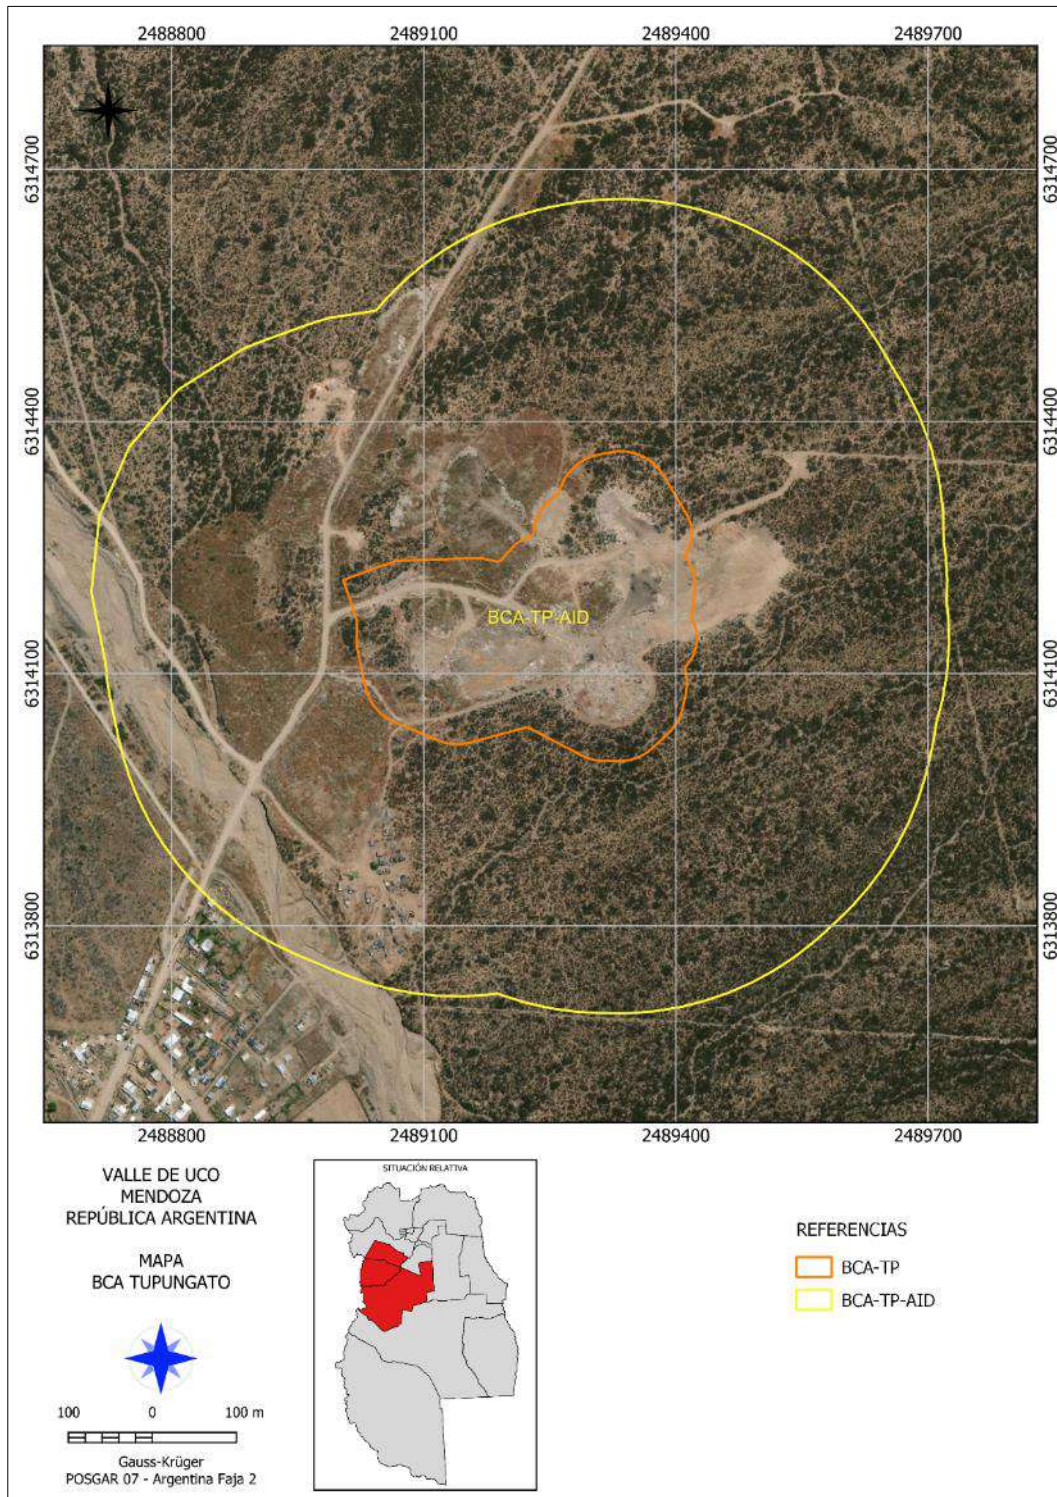 2488800 2489100 2489400 2489700
6314700 6314700
6314400 6314400
BCA-TP-AID
6314100 6314100
6313800 6313800
2488800 2489100 2489400 2489700
VALLE DE UCO
MENDOZA
REPÚBLICA ARGENTINA
MAPA
BCA TUPUNGATO
100 0 100 m
Gauss-Krüger
POSGAR 07 - Argentina Faja 2
SITUACIÓN RELATIVA
REFERENCIAS
BCA-TP
BCA-TP-AID